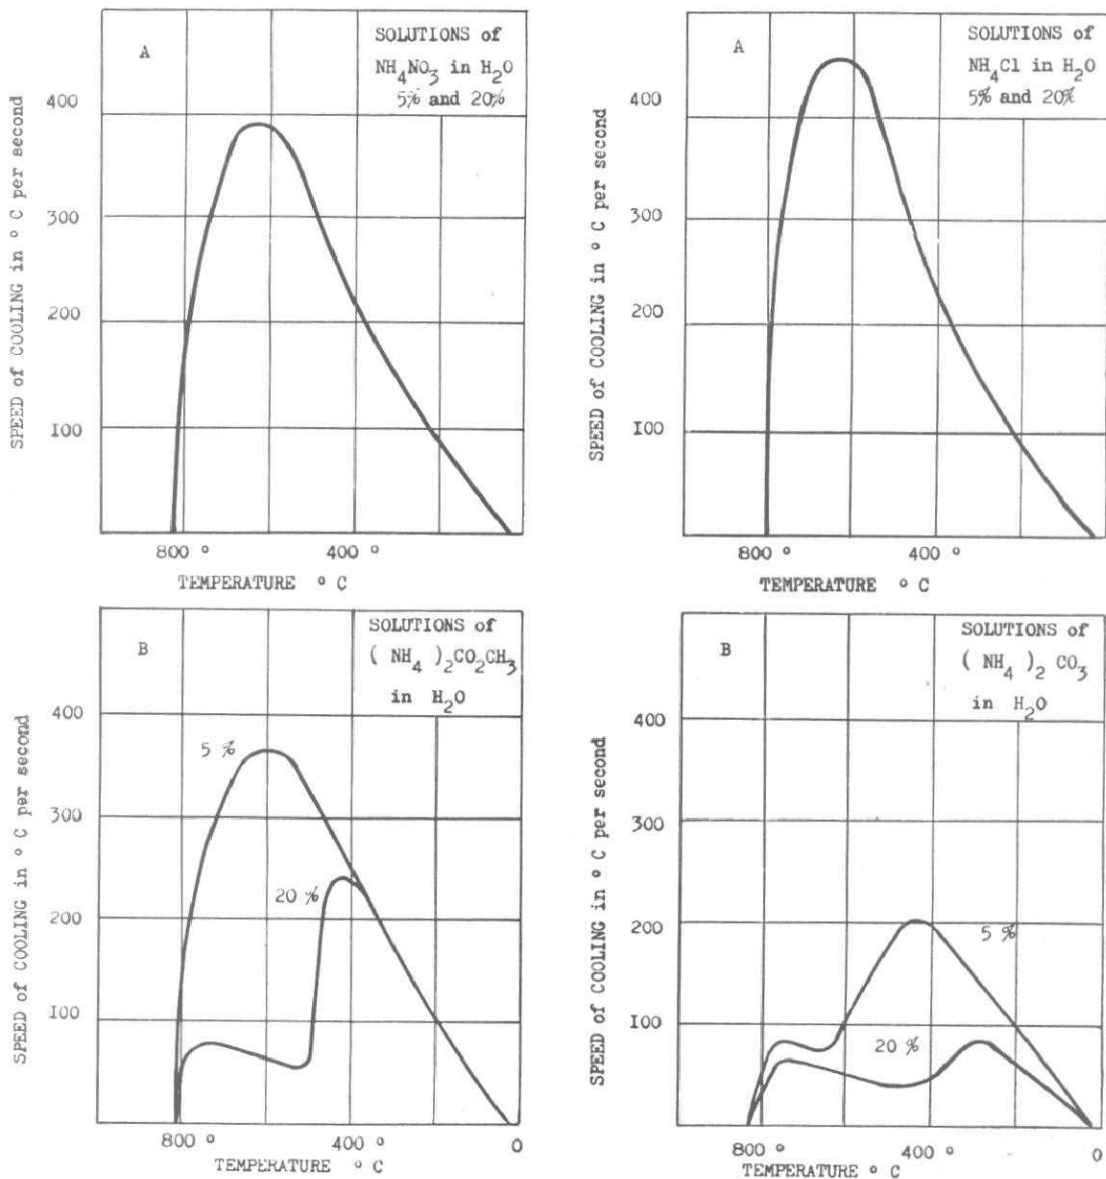 A
SOLUTIONS of
NH4NO3 in H2O
5% and 20%
400
300
200
I00
SPEED of COOLING in º C per second
800 º
400 º
TEMPERATURE º C
A
SOLUTIONS of
NH4Cl in H2O
5% and 20%
400
300
200
I00
SPEED of COOLING in º C per second
800 º
400 º
TEMPERATURE º C
B
SOLUTIONS of
( NH4 )2CO2CH3
in H2O
5 %
20 %
400
300
200
I00
SPEED of COOLING in º C per second
800 º
400 º
0
TEMPERATURE º C
B
SOLUTIONS of
( NH4 )2 CO3
in H2O
5 %
20 %
400
300
200
I00
SPEED of COOLING in º C per second
800 º
400 º
0
TEMPERATURE º C